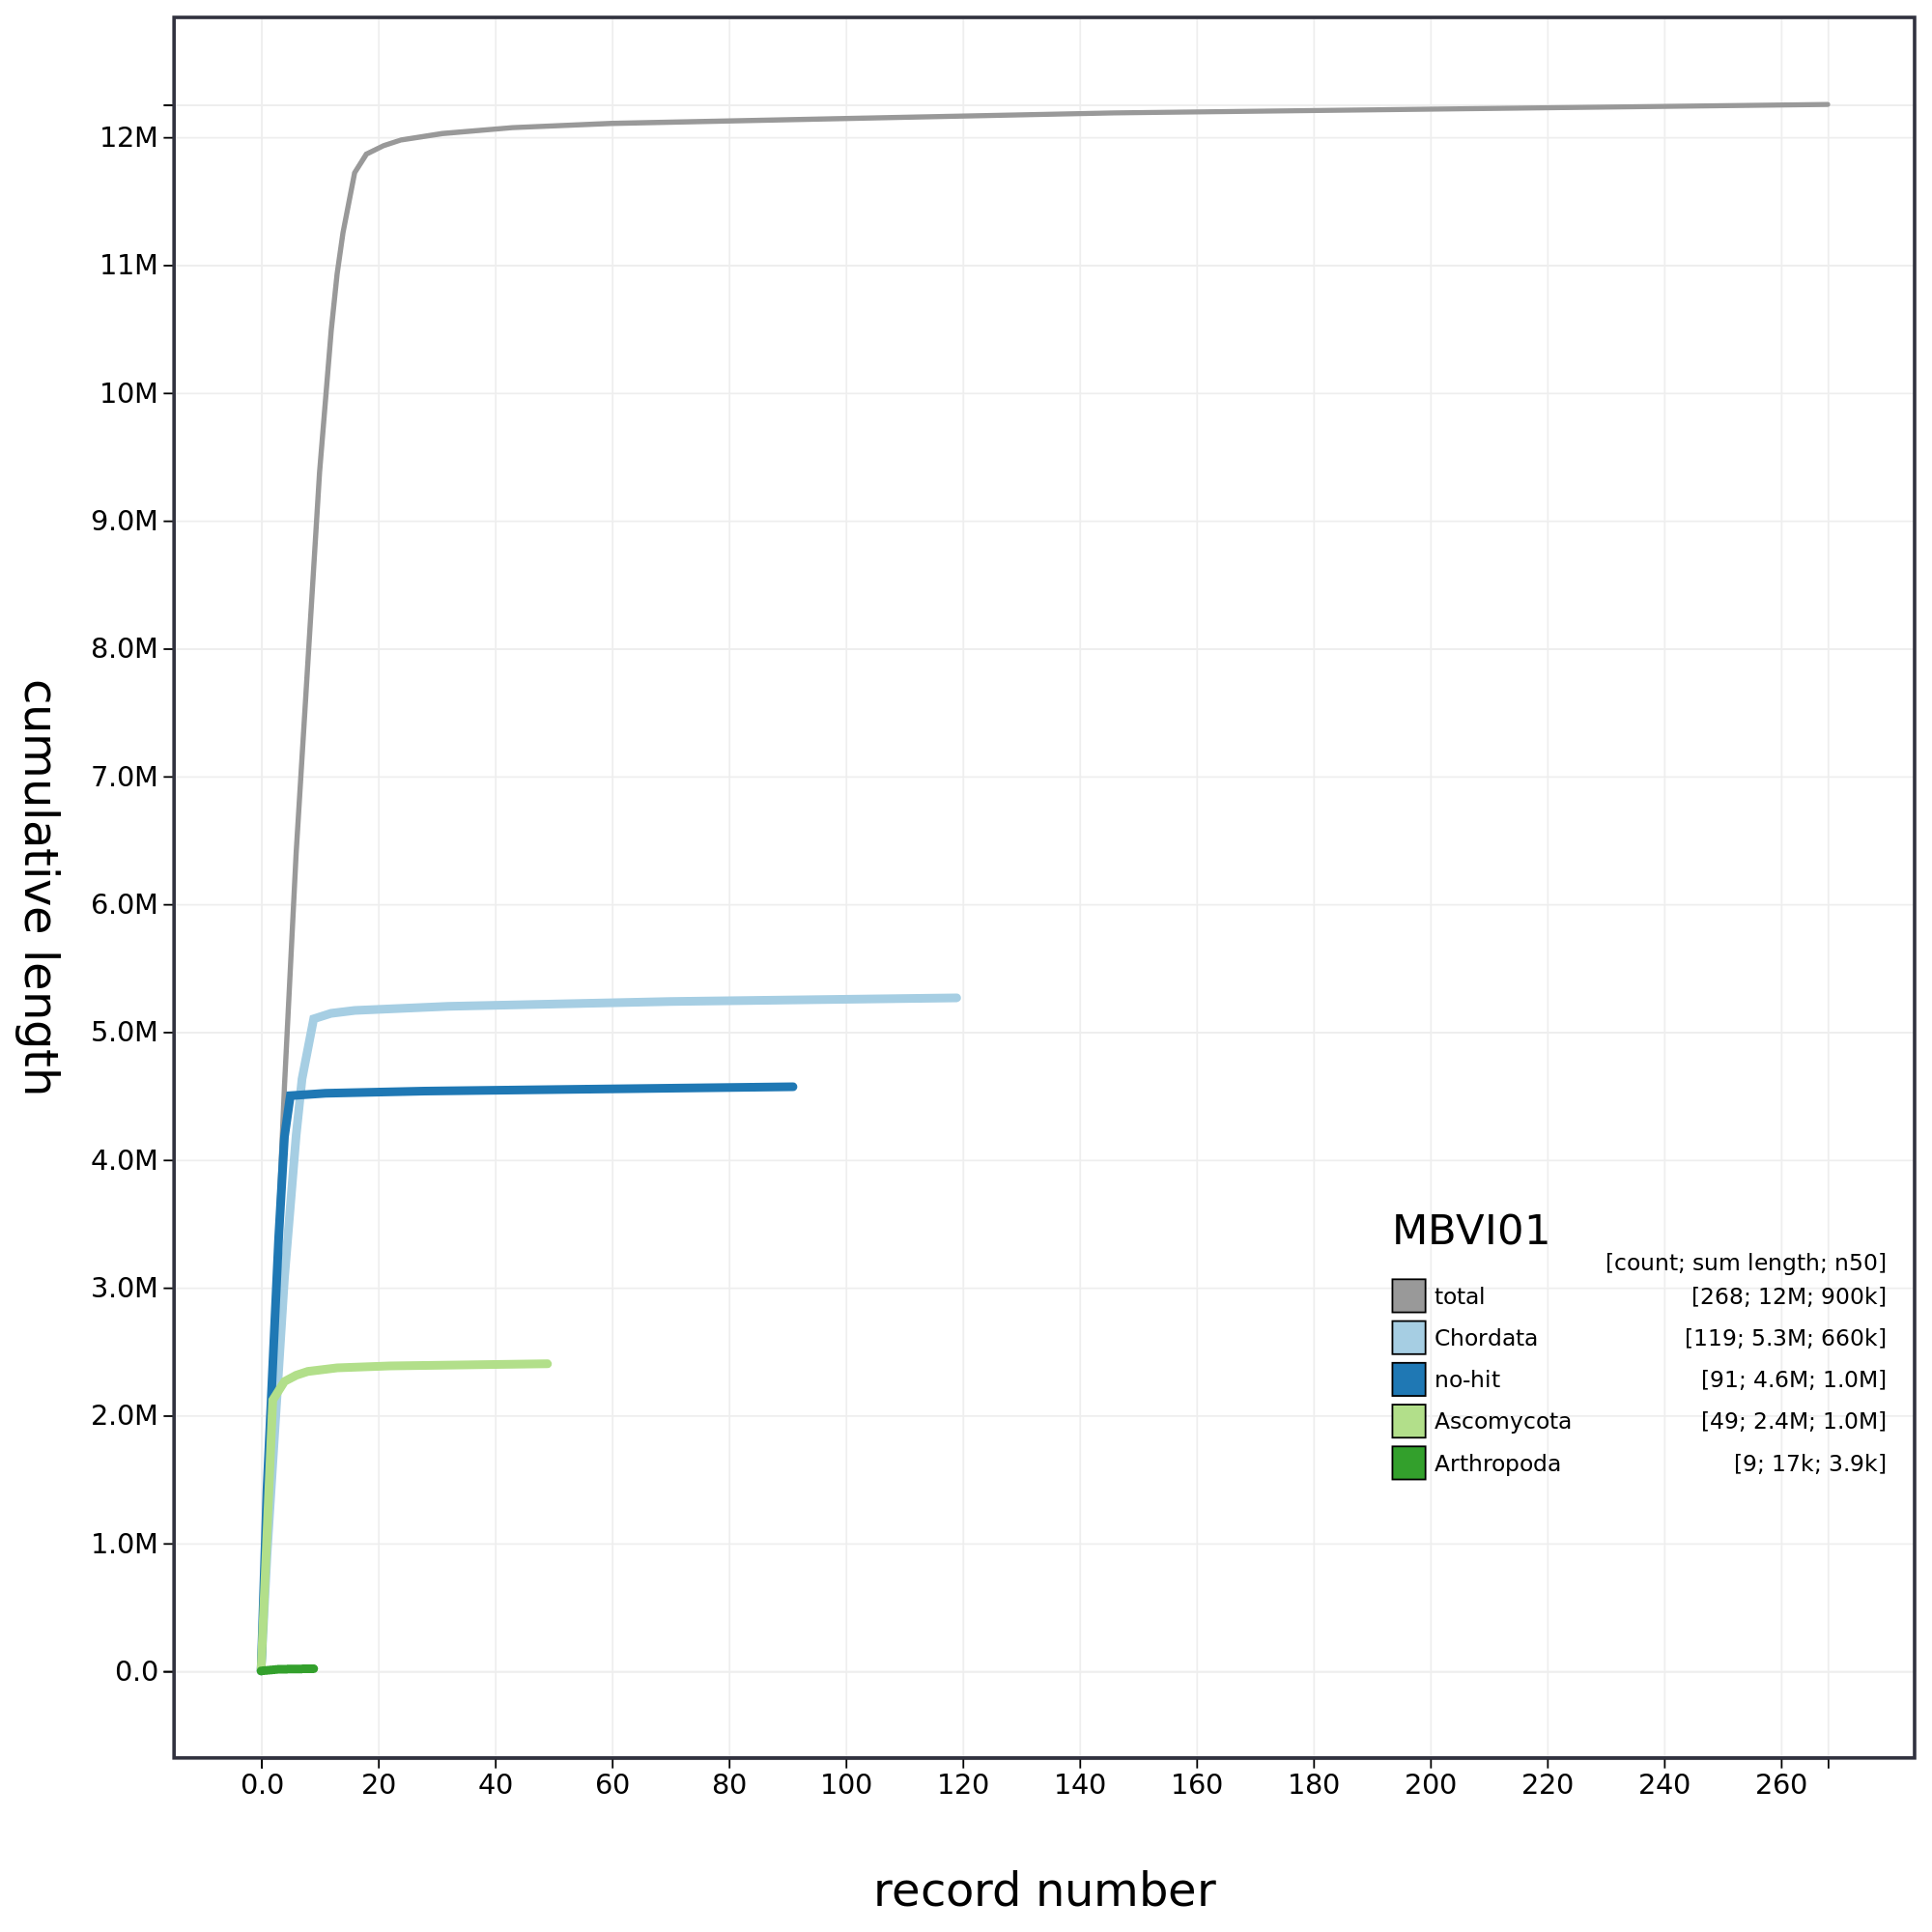 12M
11M
10M
9.0M
8.0M
7.0M
6.0M
5.0M
4.0M
3.0M
2.0M
1.0M
0.0
cumulative length
MBVI01
[count; sum length; n50]
total [268; 12M; 900k]
Chordata [119; 5.3M; 660k]
no-hit [91; 4.6M; 1.0M]
Ascomycota [49; 2.4M; 1.0M]
Arthropoda [9; 17k; 3.9k]
0.0 20 40 60 80 100 120 140 160 180 200 220 240 260
record number